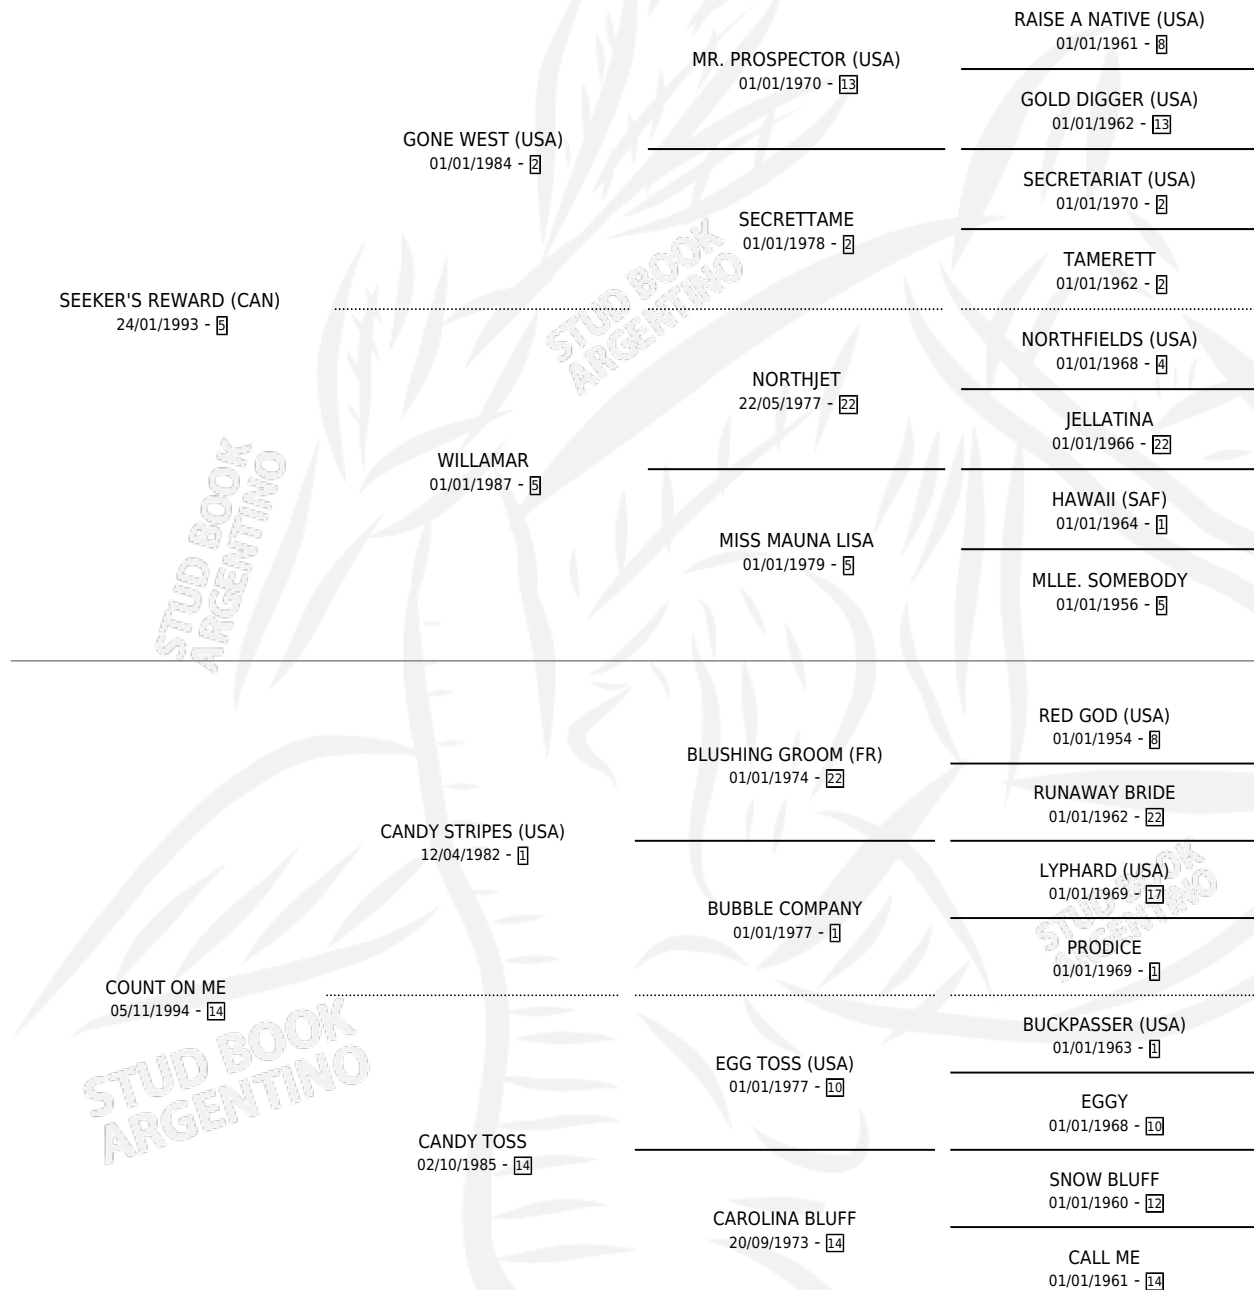 RAISE A NATIVE (USA)
01/01/1961 - 8
MR. PROSPECTOR (USA)
01/01/1970 - 13
GOLD DIGGER (USA)
01/01/1962 - 13
GONE WEST (USA)
01/01/1984 - 2
SECRETARIAT (USA)
01/01/1970 - 2
SECRETTAME
01/01/1978 - 2
TAMERETT
01/01/1962 - 2
SEEKER'S REWARD (CAN)
24/01/1993 - 5
NORTHFIELDS (USA)
01/01/1968 - 4
NORTHJET
22/05/1977 - 22
JELLATINA
01/01/1966 - 22
WILLAMAR
01/01/1987 - 5
HAWAII (SAF)
01/01/1964 - 1
MISS MAUNA LISA
01/01/1979 - 5
MLLE. SOMEBODY
01/01/1956 - 5
RED GOD (USA)
01/01/1954 - 8
BLUSHING GROOM (FR)
01/01/1974 - 22
RUNAWAY BRIDE
01/01/1962 - 22
CANDY STRIPES (USA)
12/04/1982 - 1
LYPHARD (USA)
01/01/1969 - 17
BUBBLE COMPANY
01/01/1977 - 1
PRODICE
01/01/1969 - 1
COUNT ON ME
05/11/1994 - 14
BUCKPASSER (USA)
01/01/1963 - 1
EGG TOSS (USA)
01/01/1977 - 10
EGGY
01/01/1968 - 10
CANDY TOSS
02/10/1985 - 14
SNOW BLUFF
01/01/1960 - 12
CAROLINA BLUFF
20/09/1973 - 14
CALL ME
01/01/1961 - 14
STUD BOOK
ARGENTINO
STUD BOOK
ARGENTINO
STUD BOOK
ARGENTINO
STUD BOOK
ARGENTINO